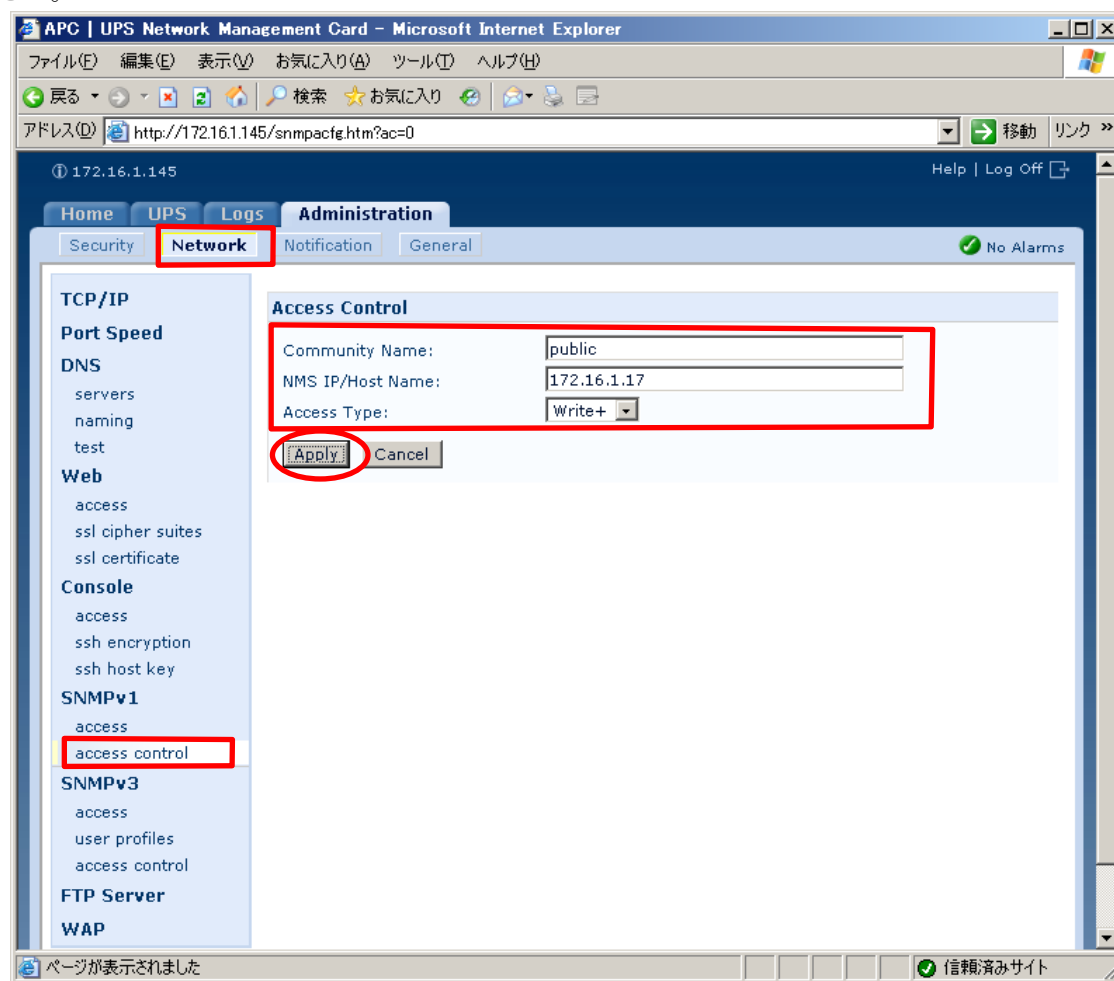 APC | UPS Network Management Card - Microsoft Internet Explorer
ファイル(F) 編集(E) 表示(V) お気に入り(A) ツール(T) ヘルプ(H)
戻る 検索 お気に入り
アドレス(D) http://172.16.1.145/snmpacfg.htm?ac=0 移動 リンク »
172.16.1.145 Help | Log Off
Home UPS Logs Administration
Security Network Notification General No Alarms
TCP/IP
Port Speed
DNS
servers
naming
test
Web
access
ssl cipher suites
ssl certificate
Console
access
ssh encryption
ssh host key
SNMPv1
access
access control
SNMPv3
access
user profiles
access control
FTP Server
WAP
Access Control
Community Name: public
NMS IP/Host Name: 172.16.1.17
Access Type: Write+
Apply Cancel
ページが表示されました 信頼済みサイト